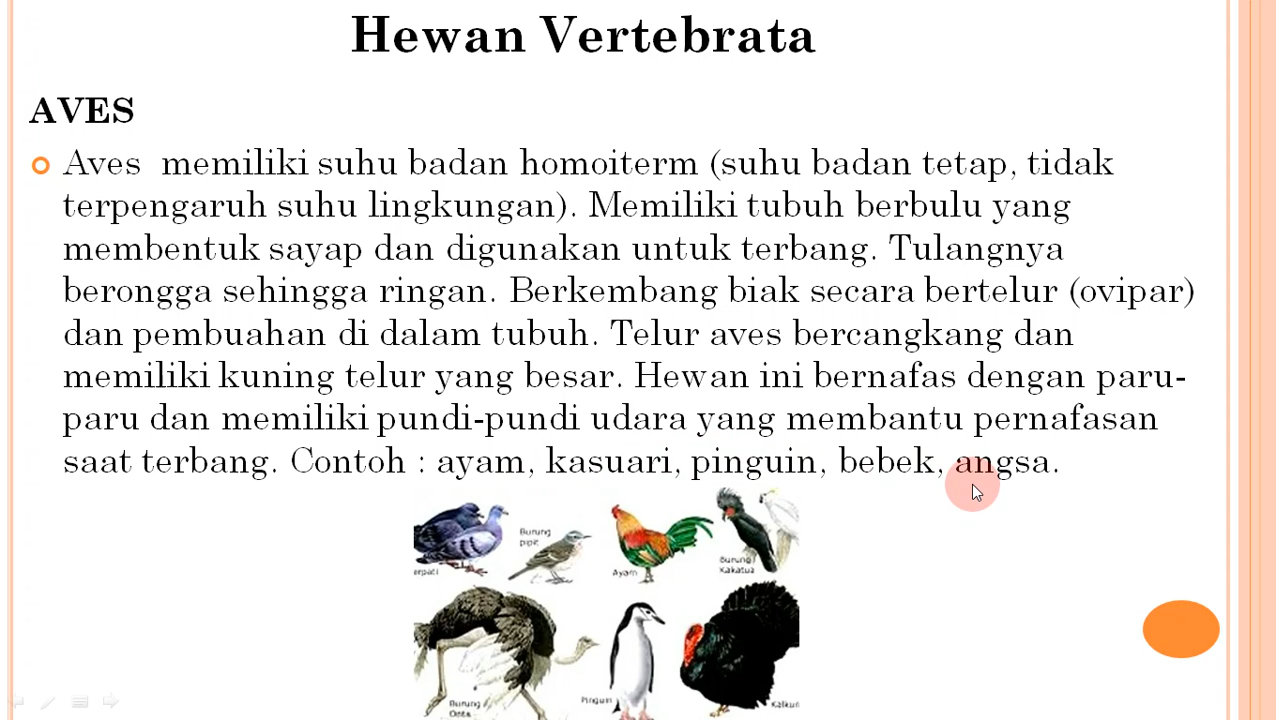 Hewan Vertebrata
AVES
Aves memiliki suhu badan homoiterm (suhu badan tetap, tidak
terpengaruh suhu lingkungan). Memiliki tubuh berbulu yang
membentuk sayap dan digunakan untuk terbang. Tulangnya
berongga sehingga ringan. Berkembang biak secara bertelur (ovipar)
dan pembuahan di dalam tubuh. Telur aves bercangkang dan
memiliki kuning telur yang besar. Hewan ini bernafas dengan paru-
paru dan memiliki pundi-pundi udara yang membantu pernafasan
saat terbang. Contoh : ayam, kasuari, pinguin, bebek, angsa.
Burung
pipit
erpati
Ayam
Burung
Kakatua
Burung
Pinguin
Kalkun